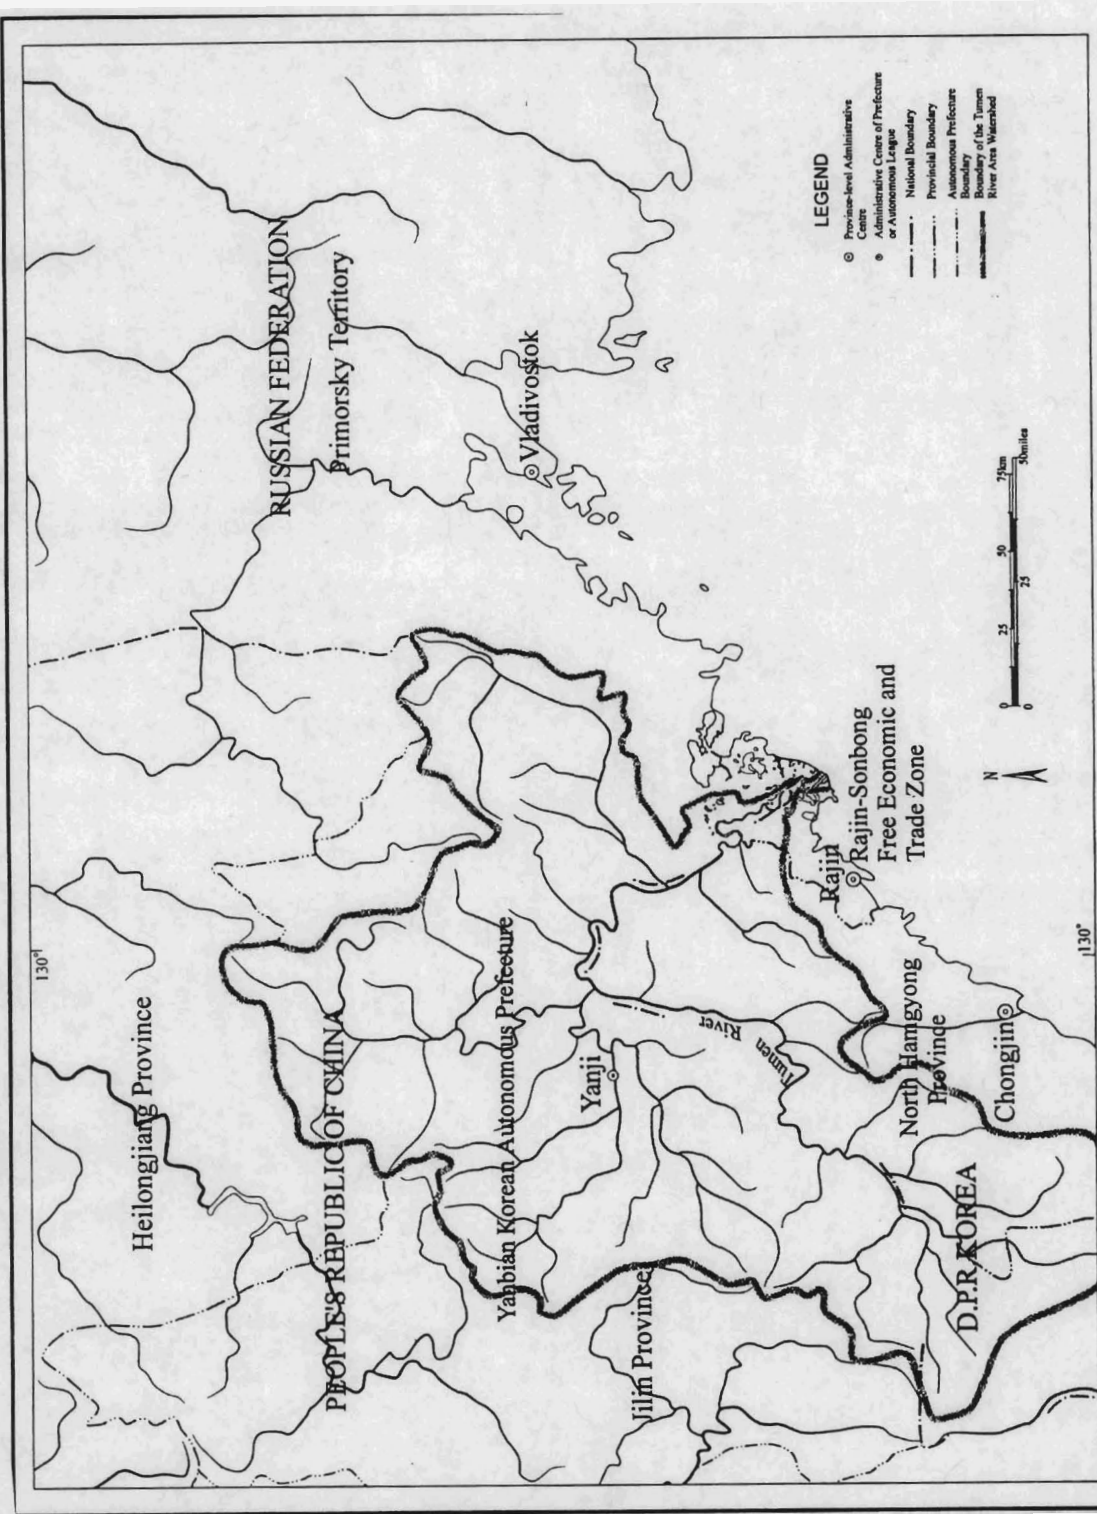 130°
Heilongjiang Province
RUSSIAN FEDERATION
Primorsky Territory
PEOPLE'S REPUBLIC OF CHINA
Vladivostok
Yanbian Korean Autonomous Prefecture
Yanji
Jilin Province
Tumen River
Rajin
Rajin-Sonbong
Free Economic and
Trade Zone
North Hamgyong
Province
D.P.R. KOREA
Chongjin
130°
LEGEND
Province-level Administrative
Centre
Administrative Centre of Prefecture
or Autonomous League
National Boundary
Provincial Boundary
Autonomous Prefecture
Boundary
Boundary of the Tumen
River Area Watershed
N
0 25 50 75km
0 25 50miles